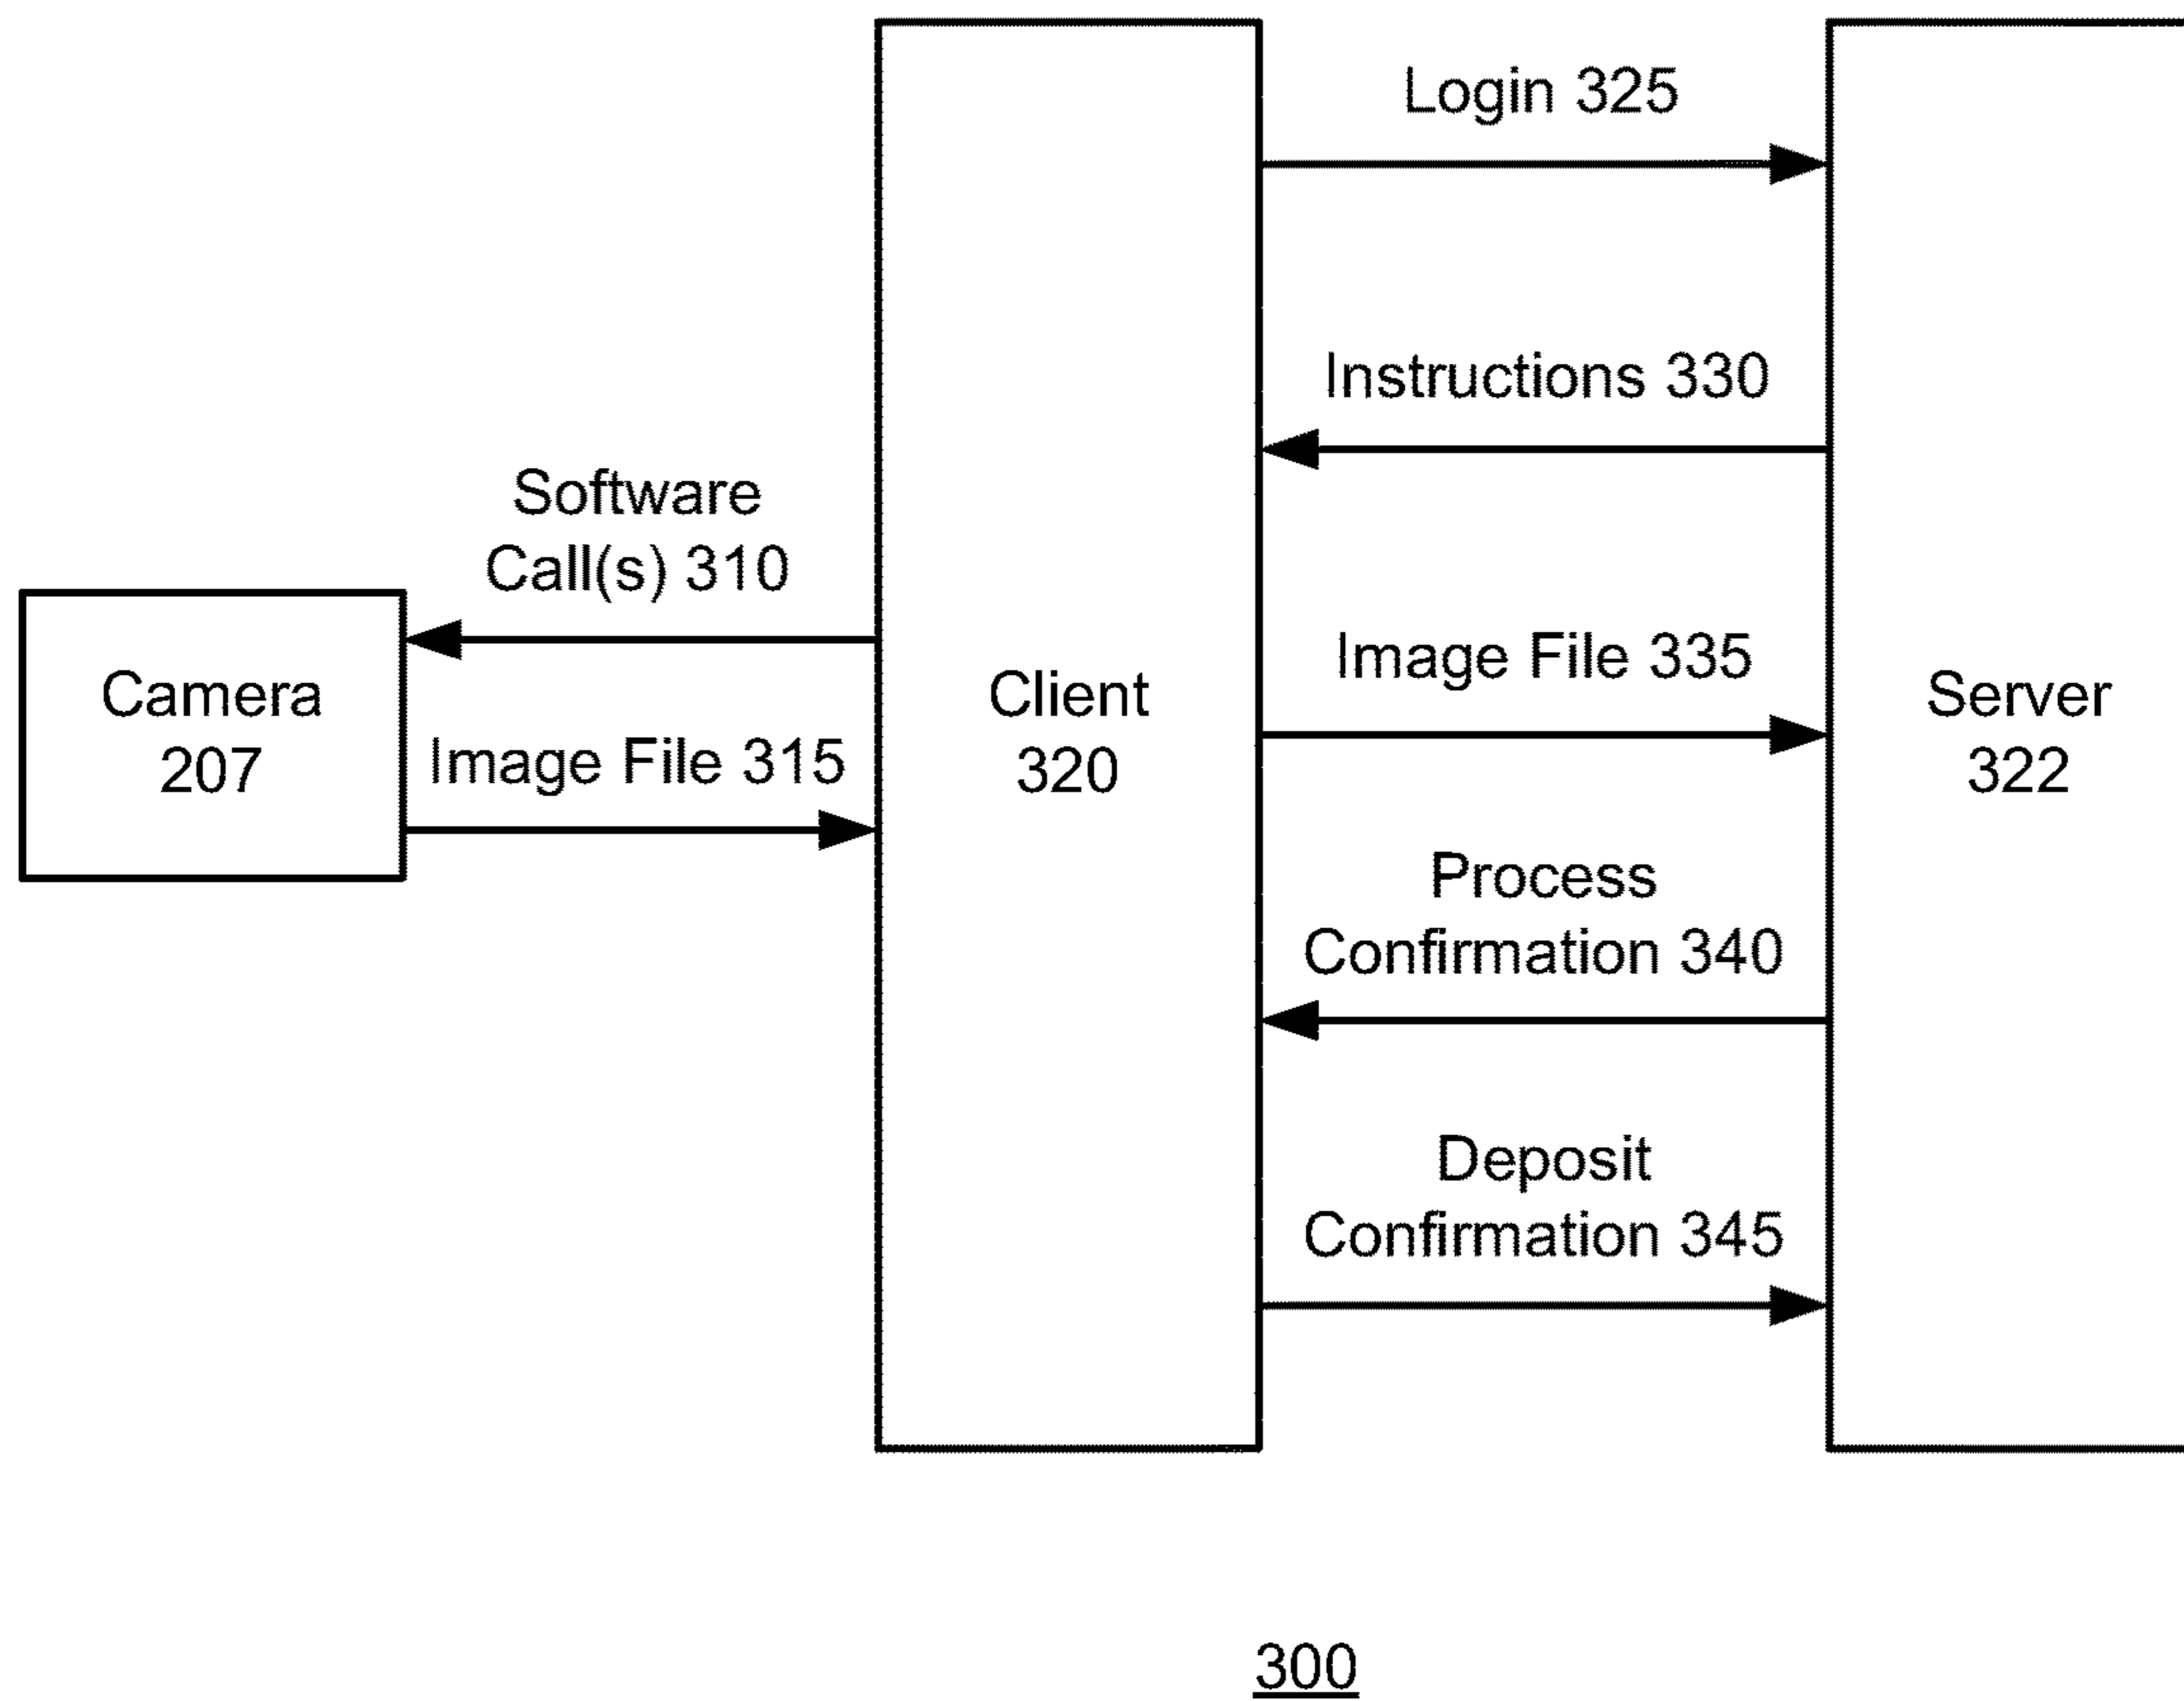 Login 325
Instructions 330
Software
Call(s) 310
Image File 335
Camera
207
Image File 315
Client
320
Server
322
Process
Confirmation 340
Deposit
Confirmation 345
300